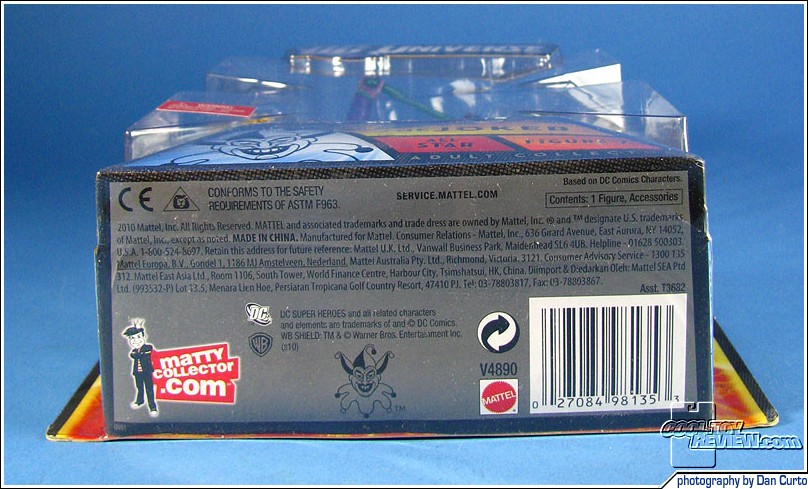 UNIVERSE
JOKER
ALL STAR
FIGURE
ADULT COLLECT
CE
CONFORMS TO THE SAFETY
REQUIREMENTS OF ASTM F963.
SERVICE.MATTEL.COM
Based on DC Comics Characters.
Contents: 1 Figure, Accessories
2010 Mattel, Inc. All Rights Reserved. MATTEL and associated trademarks and trade dress are owned by Mattel, Inc. ® and ™ designate U.S. trademarks
of Mattel, Inc., except as noted. MADE IN CHINA. Manufactured for Mattel. Consumer Relations - Mattel, Inc., 636 Girard Avenue, East Aurora, NY 14052,
U.S.A. 1-800-524-8697. Retain this address for future reference: Mattel U.K. Ltd., Vanwall Business Park, Maidenhead SL6 4UB. Helpline - 01628 500303.
Mattel Europa, B.V., Gondel 1, 1186 MJ Amstelveen, Nederland. Mattel Australia Pty. Ltd., Richmond, Victoria. 3121. Consumer Advisory Service - 1300 135
312. Mattel East Asia Ltd., Room 1106, South Tower, World Finance Centre, Harbour City, Tsimshatsui, HK, China. Diimport & Diedarkan Oleh: Mattel SEA Ptd
Ltd. (993532-P) Lot 13.5, Menara Lien Hoe, Persiaran Tropicana Golf Country Resort, 47410 PJ. Tel: 03-78803817, Fax: 03-78803867.
Asst. T3682
DC
DC SUPER HEROES and all related characters
and elements are trademarks of and © DC Comics.
WB SHIELD: TM & © Warner Bros. Entertainment Inc.
(s10)
WB
matty
COLLECTOR
.com™
TM
V4890
MATTEL
0 27084 98135 3
COOLTOY
REVIEW.com
photography by Dan Curto